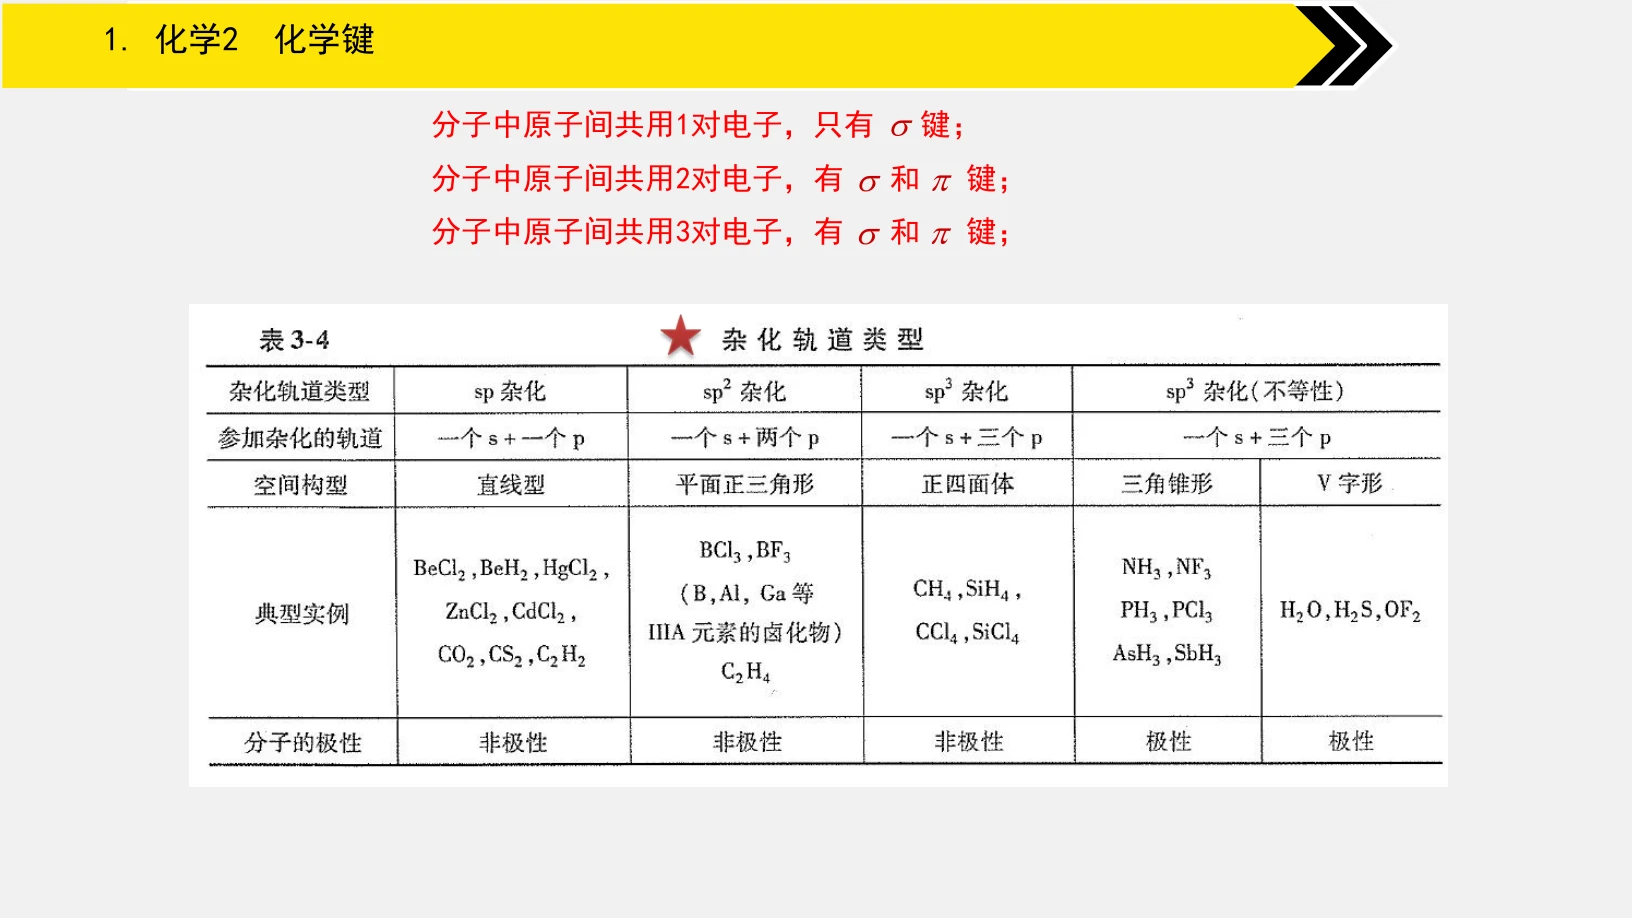 1. 化学2 化学键
分子中原子间共用1对电子，只有 σ 键；
分子中原子间共用2对电子，有 σ 和 π 键；
分子中原子间共用3对电子，有 σ 和 π 键；
表3-4 杂化轨道类型
杂化轨道类型 sp 杂化 sp² 杂化 sp³ 杂化 sp³ 杂化(不等性)
参加杂化的轨道 一个 s + 一个 p 一个 s + 两个 p 一个 s + 三个 p 一个 s + 三个 p
空间构型 直线型 平面正三角形 正四面体 三角锥形 V 字形
典型实例
BeCl₂,BeH₂,HgCl₂,
ZnCl₂,CdCl₂,
CO₂,CS₂,C₂H₂
BCl₃,BF₃
(B,Al, Ga 等
IIIA 元素的卤化物)
C₂H₄
CH₄,SiH₄,
CCl₄,SiCl₄
NH₃,NF₃
PH₃,PCl₃
AsH₃,SbH₃
H₂O,H₂S,OF₂
分子的极性 非极性 非极性 非极性 极性 极性